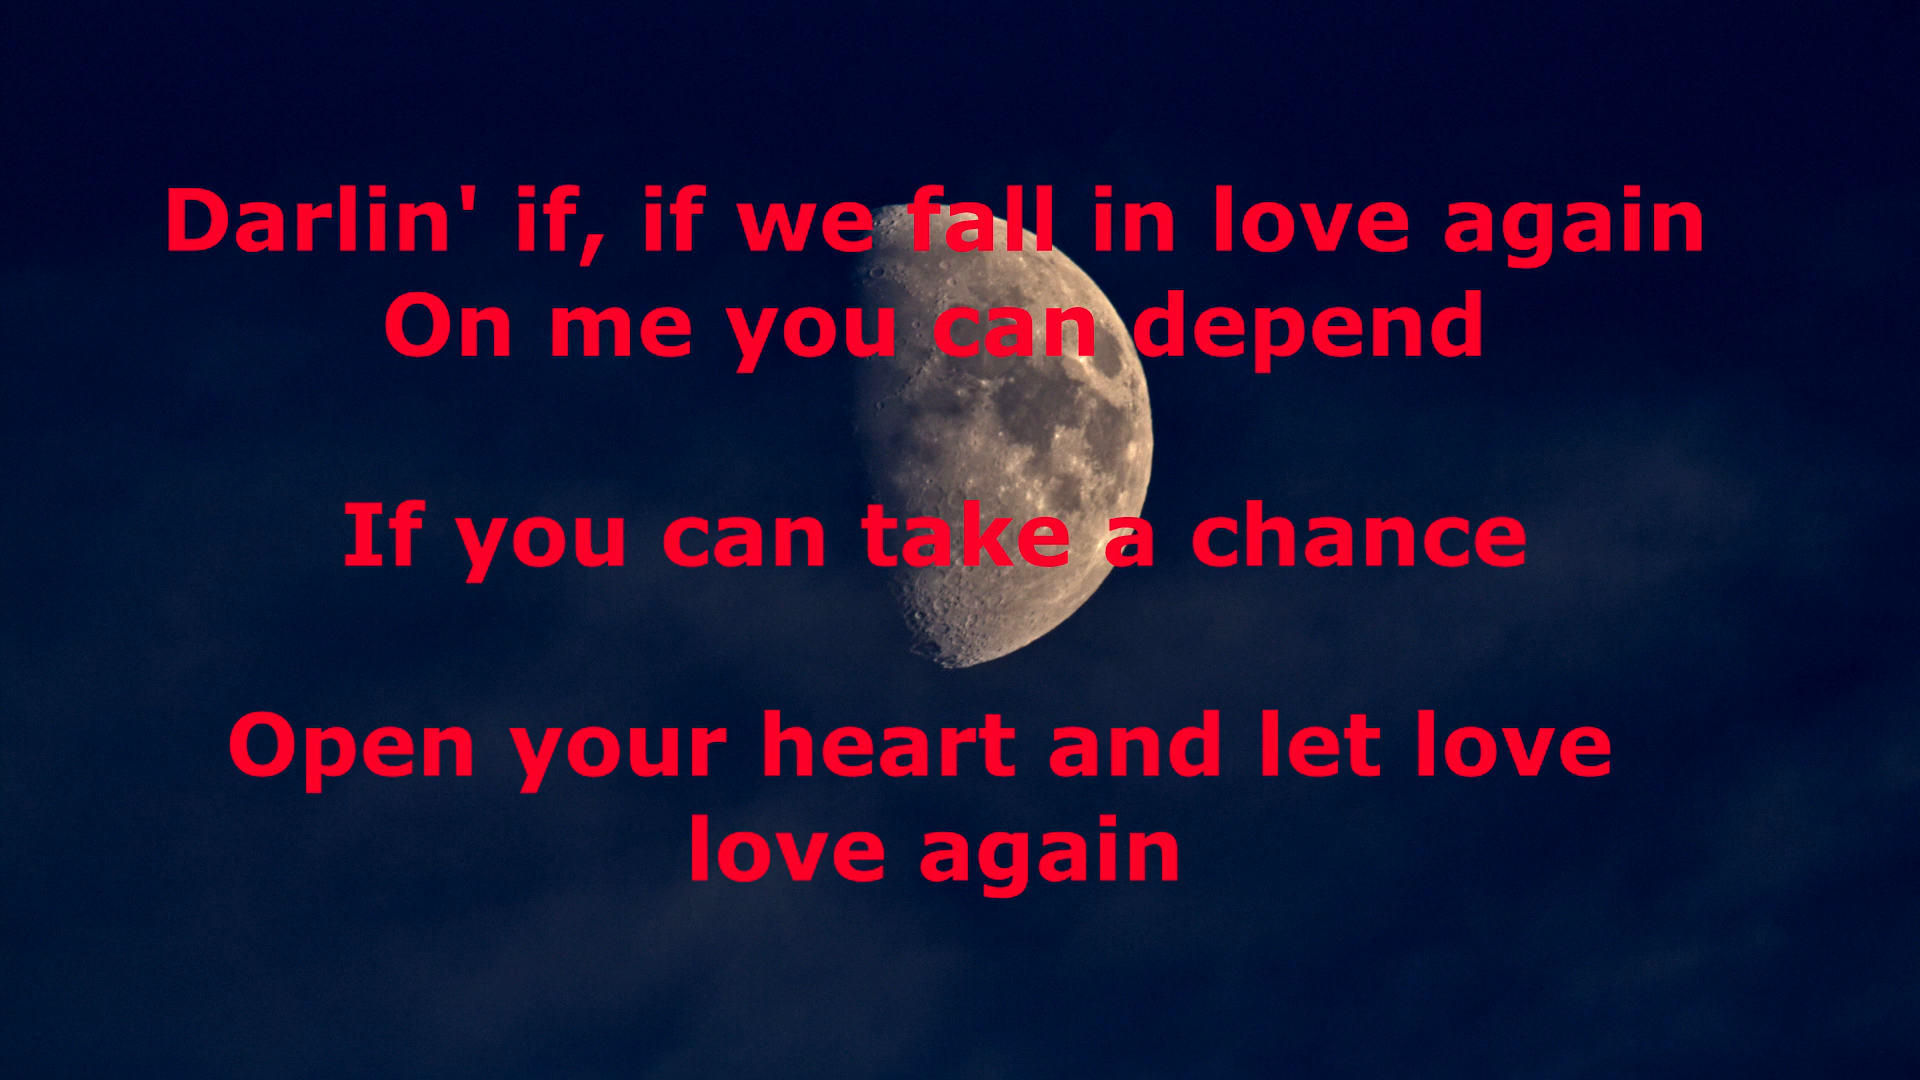 Darlin' if, if we fall in love again
On me you can depend
If you can take a chance
Open your heart and let love
love again